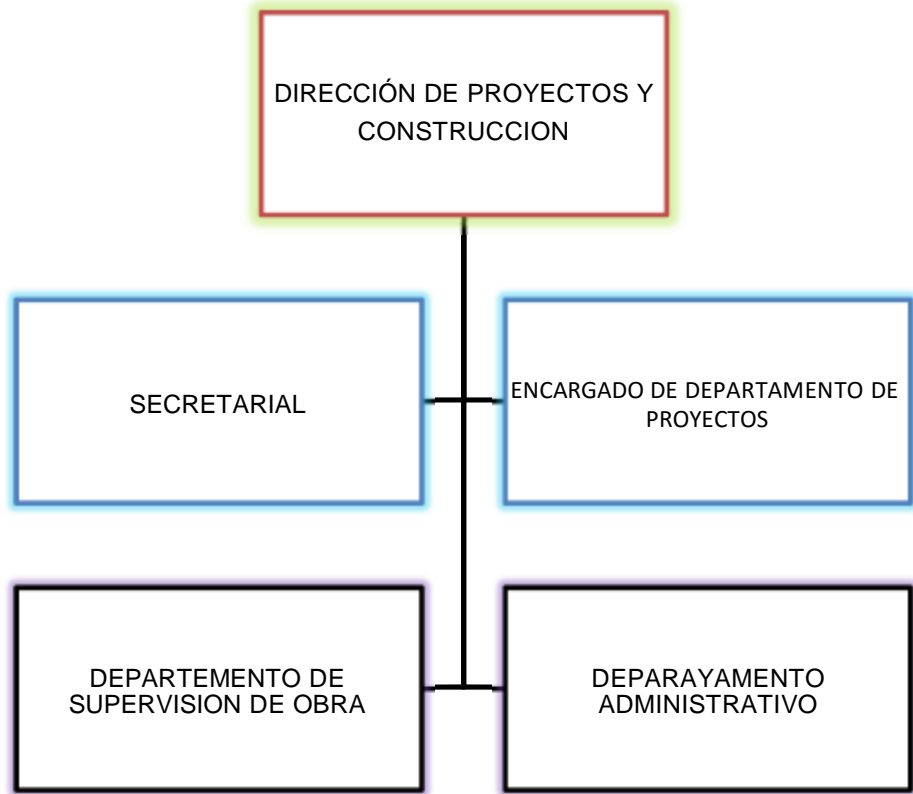 DIRECCIÓN DE PROYECTOS Y
CONSTRUCCION
SECRETARIAL
ENCARGADO DE DEPARTAMENTO DE
PROYECTOS
DEPARTEMENTO DE
SUPERVISION DE OBRA
DEPARAYAMENTO
ADMINISTRATIVO